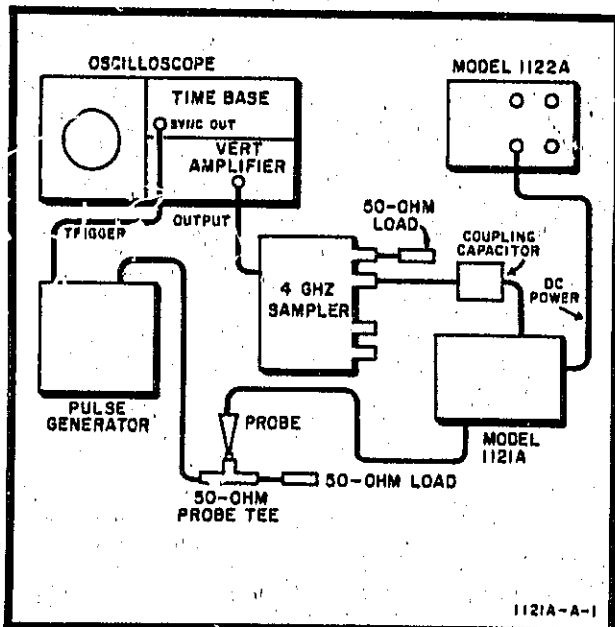 OSCILLOSCOPE
TIME BASE
SYNC OUT
VERT
AMPLIFIER
MODEL 1122A
TRIGGER
OUTPUT
50-OHM
LOAD
COUPLING
CAPACITOR
4 GHZ
SAMPLER
DC
POWER
PULSE
GENERATOR
PROBE
MODEL
1121A
50-OHM LOAD
50-OHM
PROBE TEE
1121A-A-1